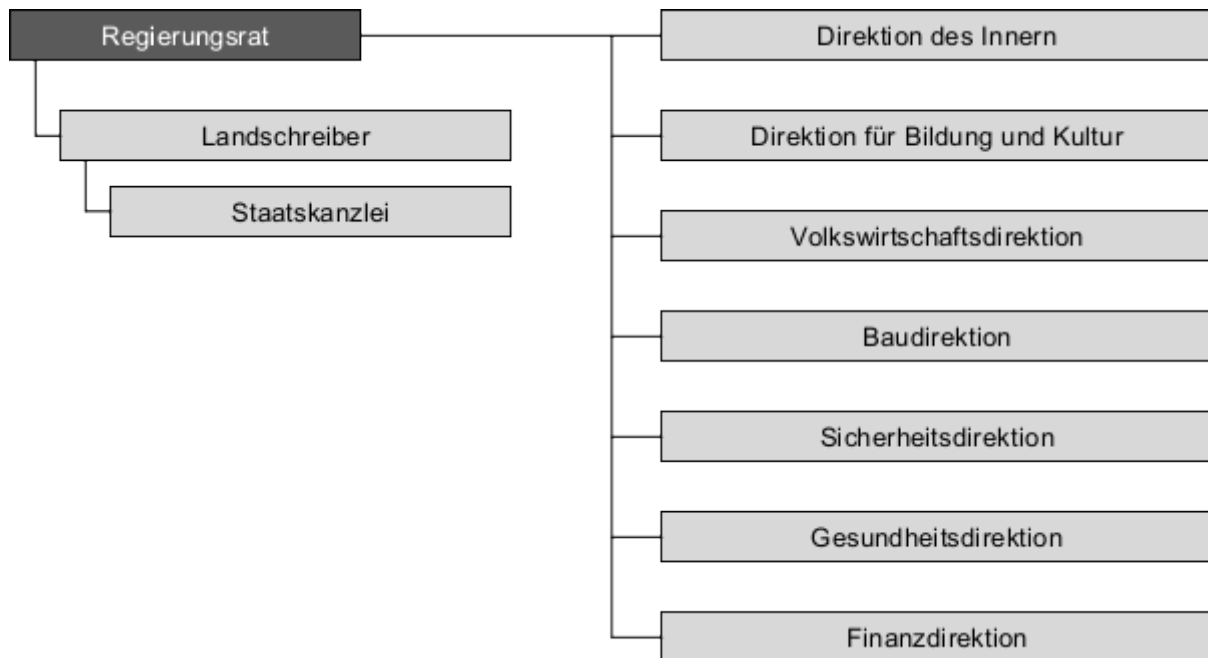 Regierungsrat
Landschreiber
Staatskanzlei
Direktion des Innern
Direktion für Bildung und Kultur
Volkswirtschaftsdirektion
Baudirektion
Sicherheitsdirektion
Gesundheitsdirektion
Finanzdirektion